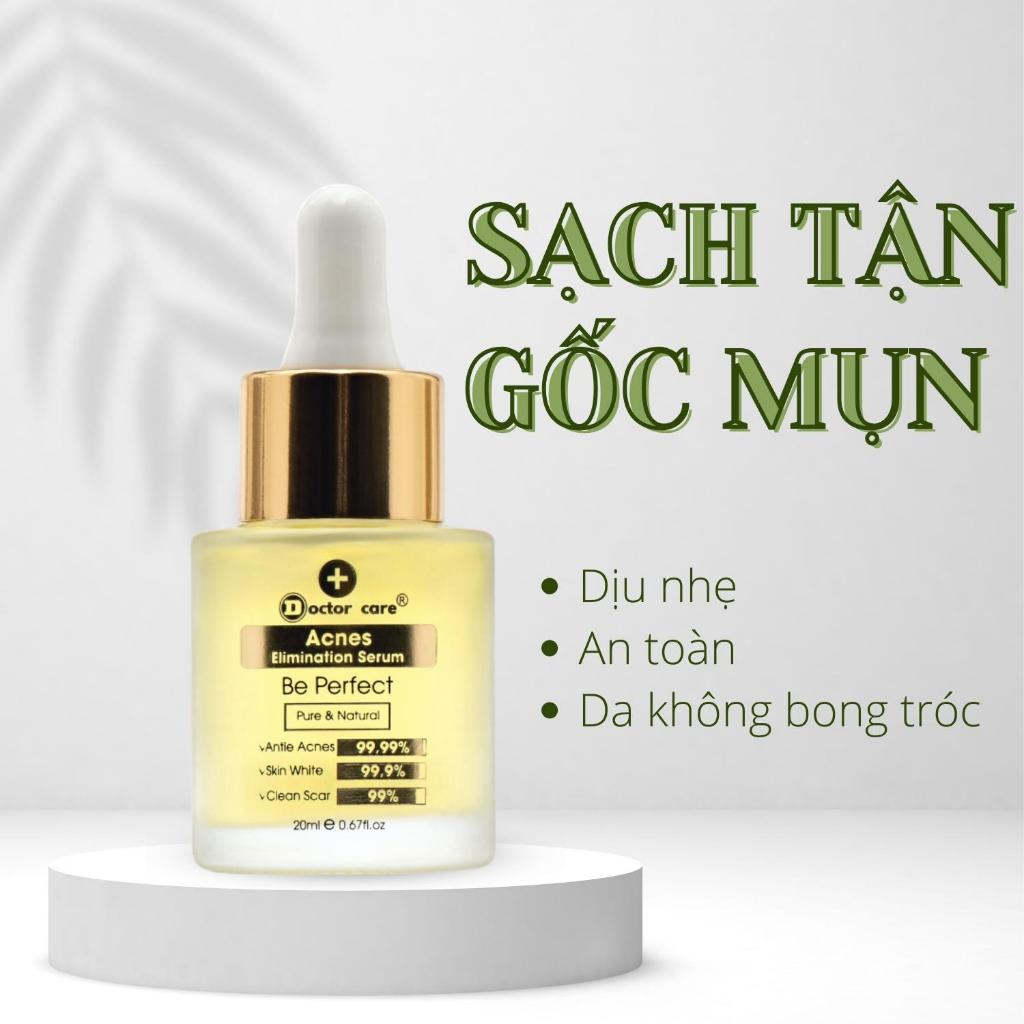 SẠCH TẬN
GỐC MỤN
Dịu nhẹ
An toàn
Da không bong tróc
Doctor care®
Acnes
Elimination Serum
Be Perfect
Pure & Natural
Antie Acnes 99,99%
Skin White 99,9%
Clean Scar 99%
20ml e 0.67fl.oz